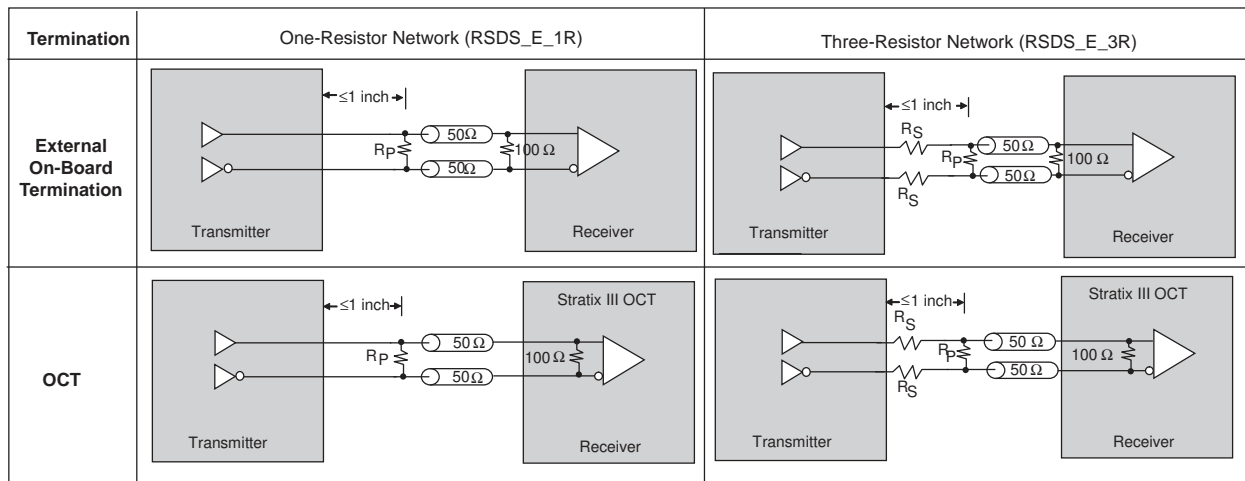 Termination
One-Resistor Network (RSDS_E_1R)
Three-Resistor Network (RSDS_E_3R)
External
On-Board
Termination
≤1 inch
50Ω
RP
100 Ω
50Ω
Transmitter
Receiver
≤1 inch
RS
50 Ω
RP
100 Ω
50Ω
RS
Transmitter
Receiver
OCT
Stratix III OCT
≤1 inch
50 Ω
RP
100 Ω
50Ω
Transmitter
Receiver
Stratix III OCT
≤1 inch
RS
50 Ω
RP
100 Ω
50 Ω
RS
Transmitter
Receiver